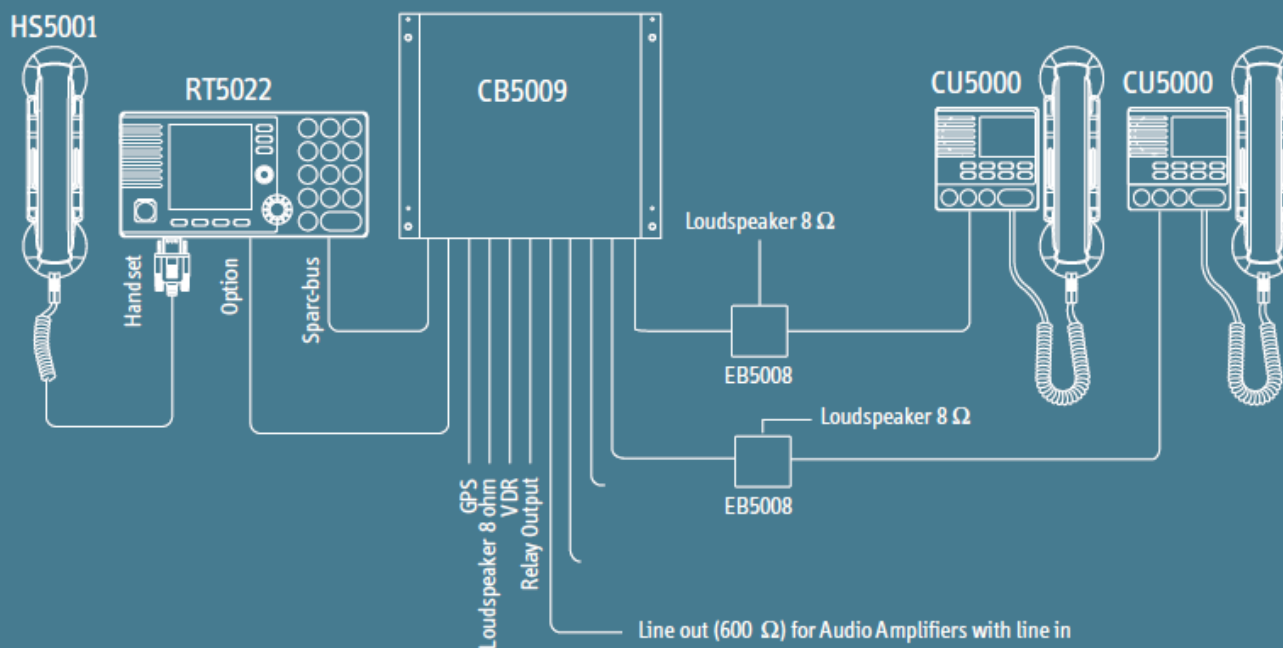 HS5001
RT5022
CB5009
CU5000
CU5000
Handset
Option
Sparc-bus
Loudspeaker 8 Ω
EB5008
Loudspeaker 8 Ω
EB5008
GPS
Loudspeaker 8 ohm
VDR
Relay Output
Line out (600 Ω) for Audio Amplifiers with line in